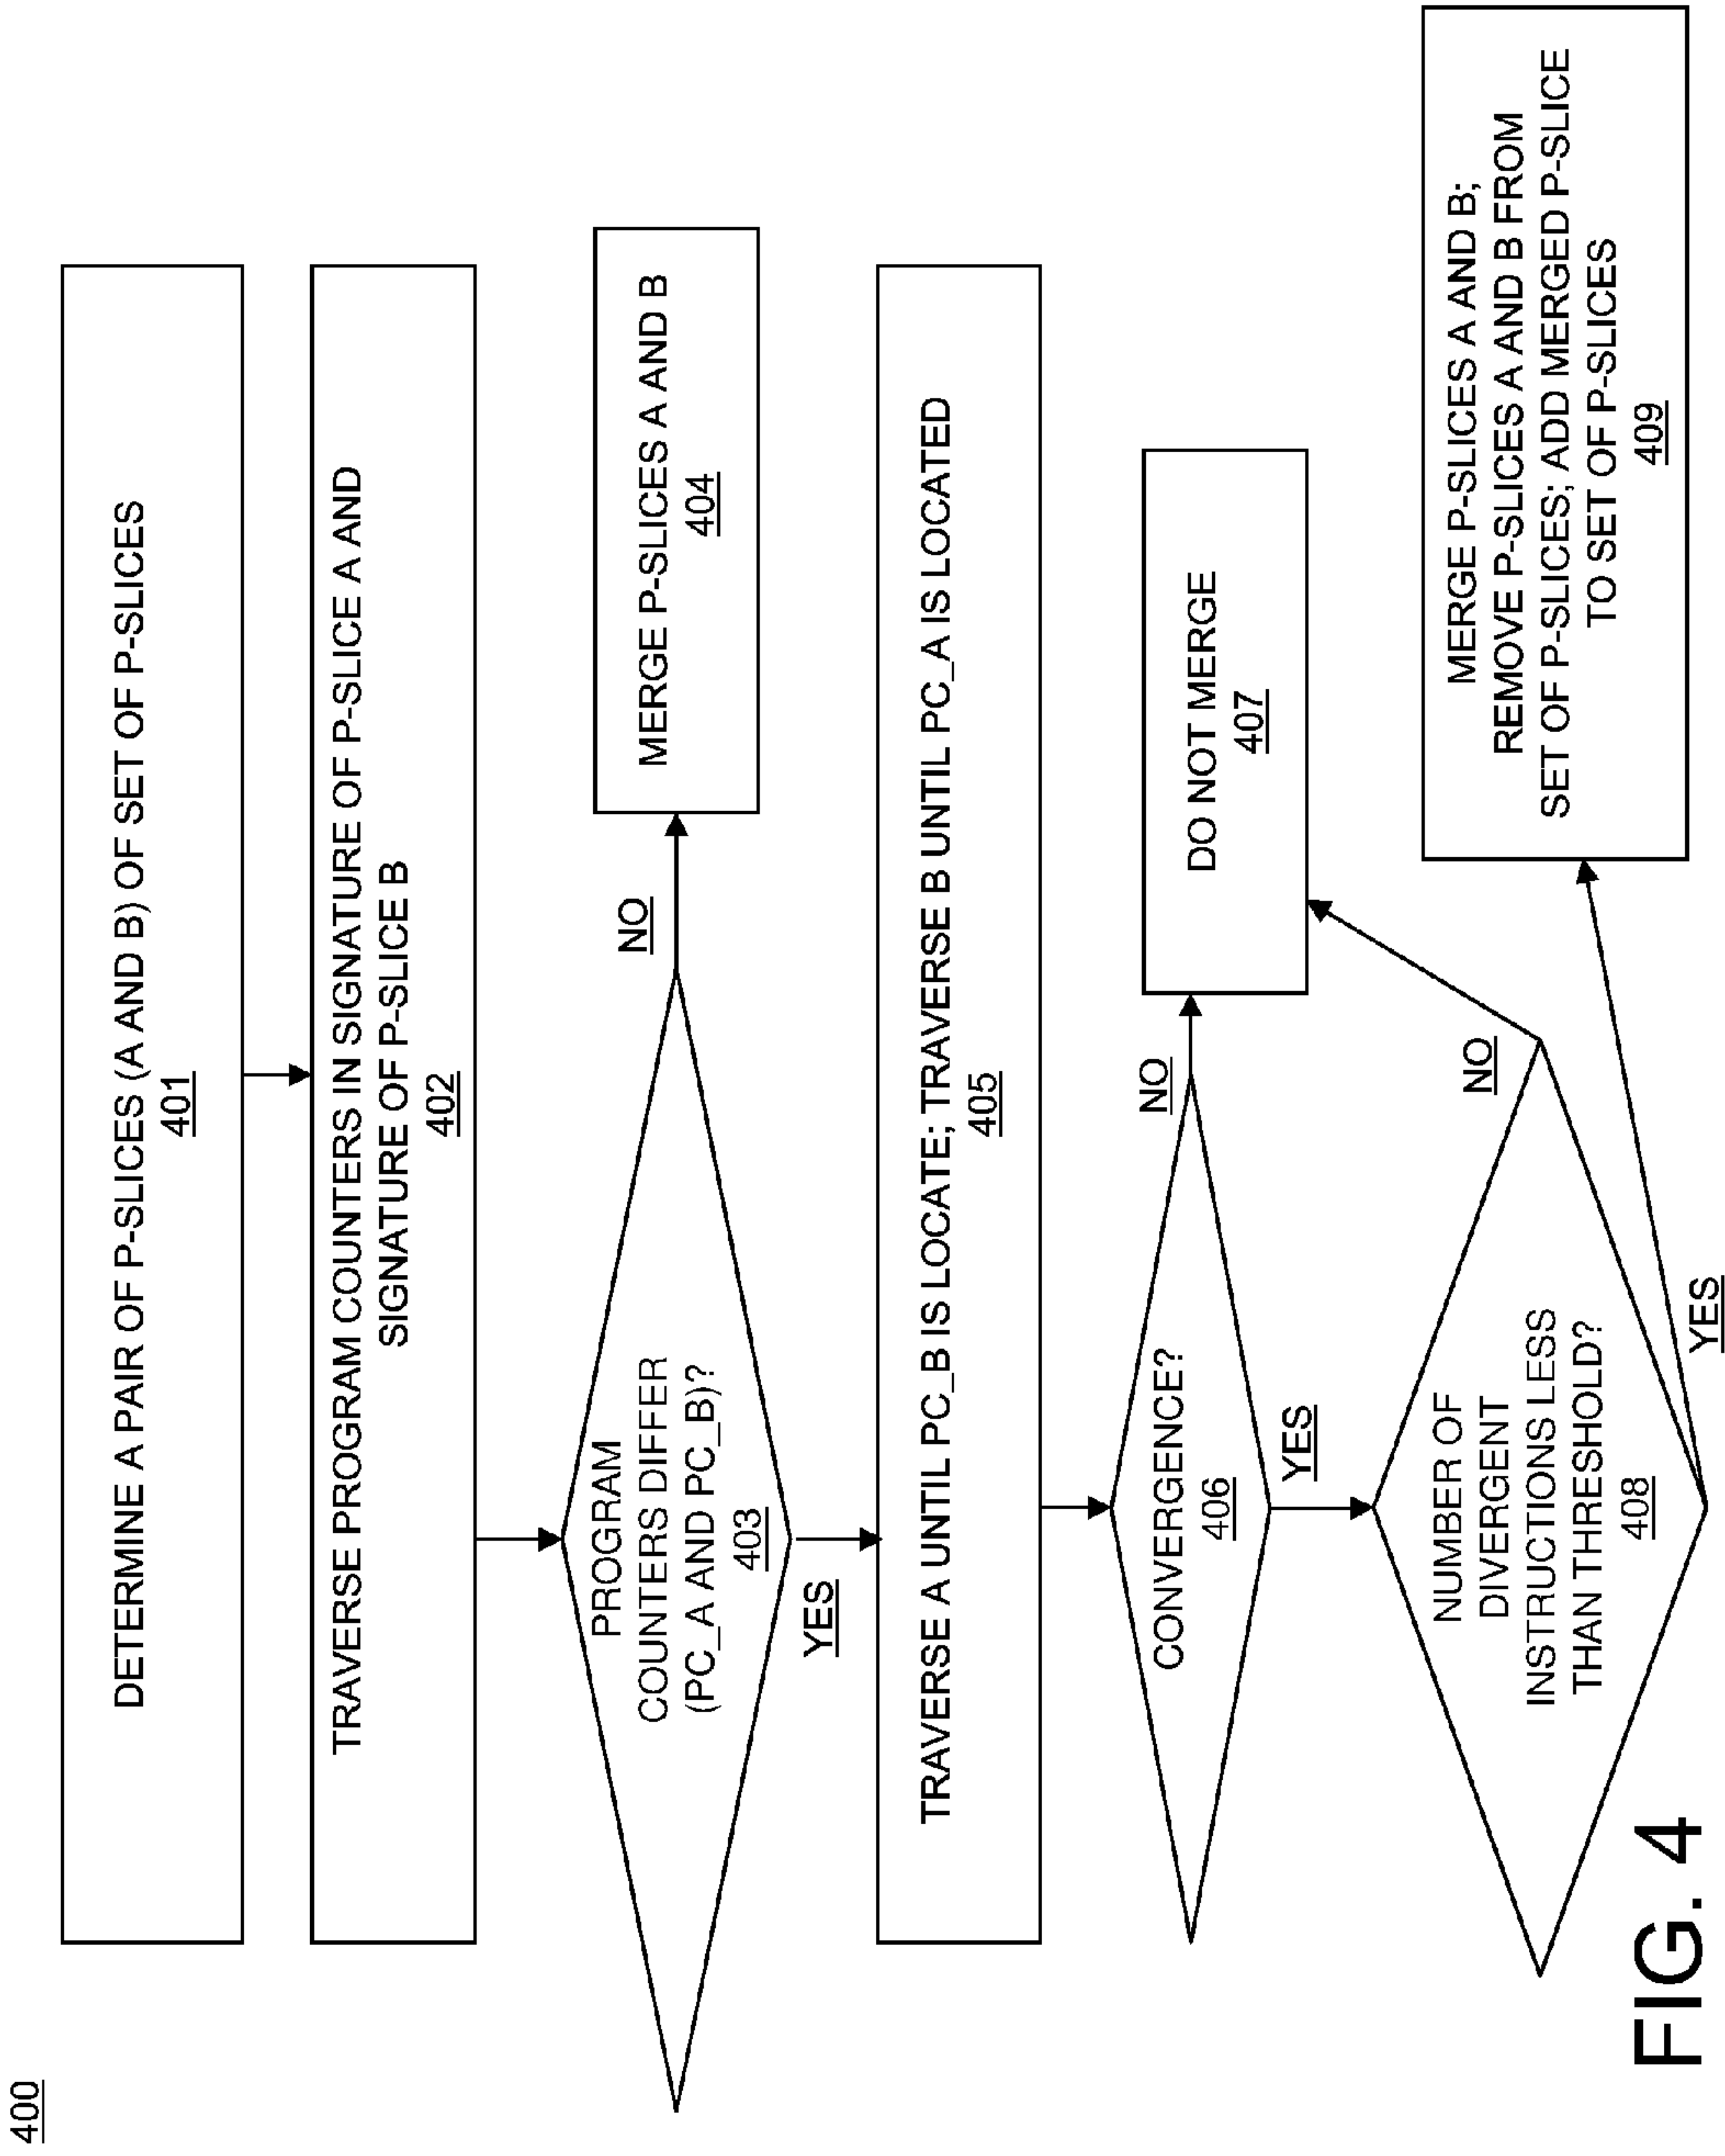 400
DETERMINE A PAIR OF P-SLICES (A AND B) OF SET OF P-SLICES
401
TRAVERSE PROGRAM COUNTERS IN SIGNATURE OF P-SLICE A AND
SIGNATURE OF P-SLICE B
402
PROGRAM
COUNTERS DIFFER
(PC_A AND PC_B)?
403
NO
MERGE P-SLICES A AND B
404
YES
TRAVERSE A UNTIL PC_B IS LOCATE; TRAVERSE B UNTIL PC_A IS LOCATED
405
CONVERGENCE?
406
NO
DO NOT MERGE
407
YES
NUMBER OF
DIVERGENT
INSTRUCTIONS LESS
THAN THRESHOLD?
408
NO
YES
MERGE P-SLICES A AND B;
REMOVE P-SLICES A AND B FROM
SET OF P-SLICES; ADD MERGED P-SLICE
TO SET OF P-SLICES
409
FIG. 4